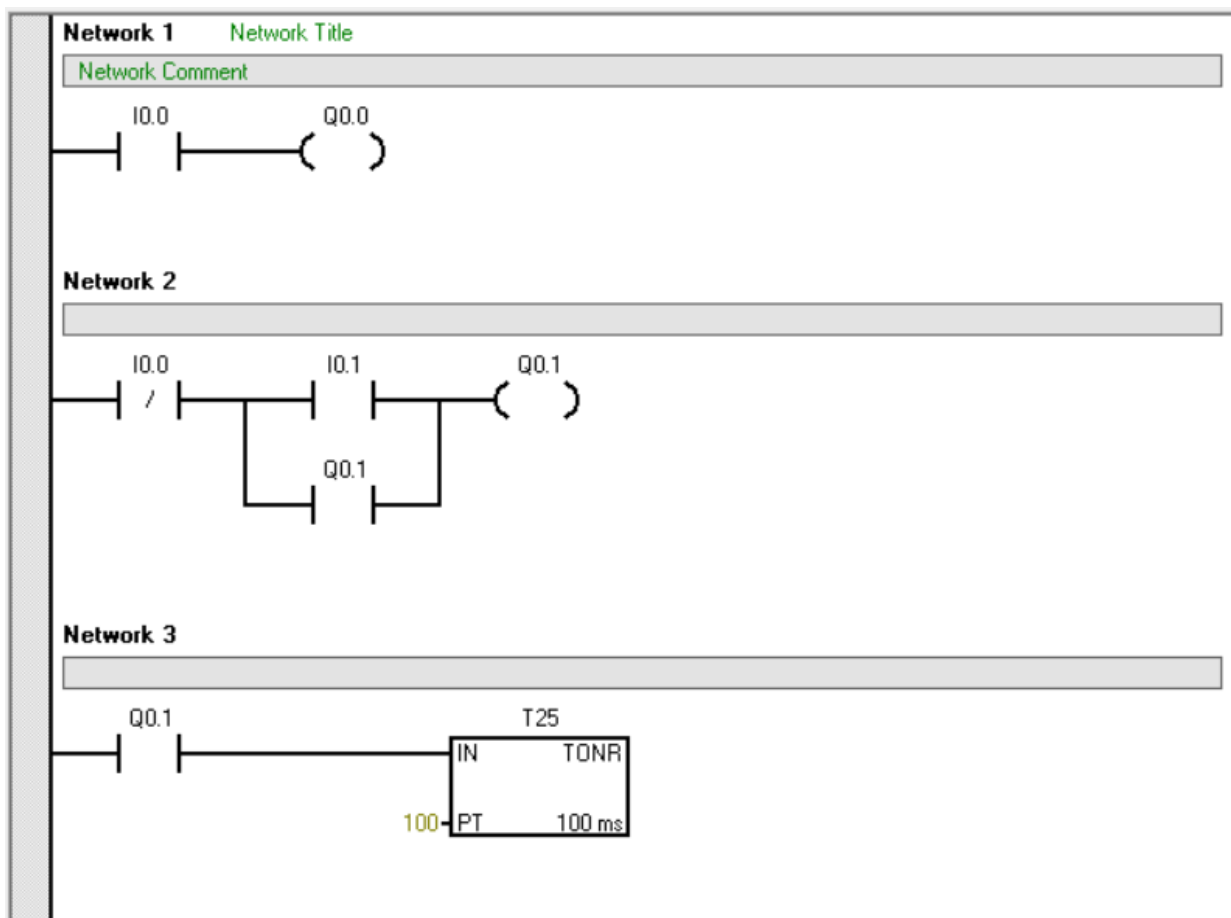 Network 1 Network Title
Network Comment
I0.0 Q0.0
Network 2
I0.0 I0.1 Q0.1
/
Q0.1
Network 3
Q0.1 T25
IN TONR
100 PT 100 ms